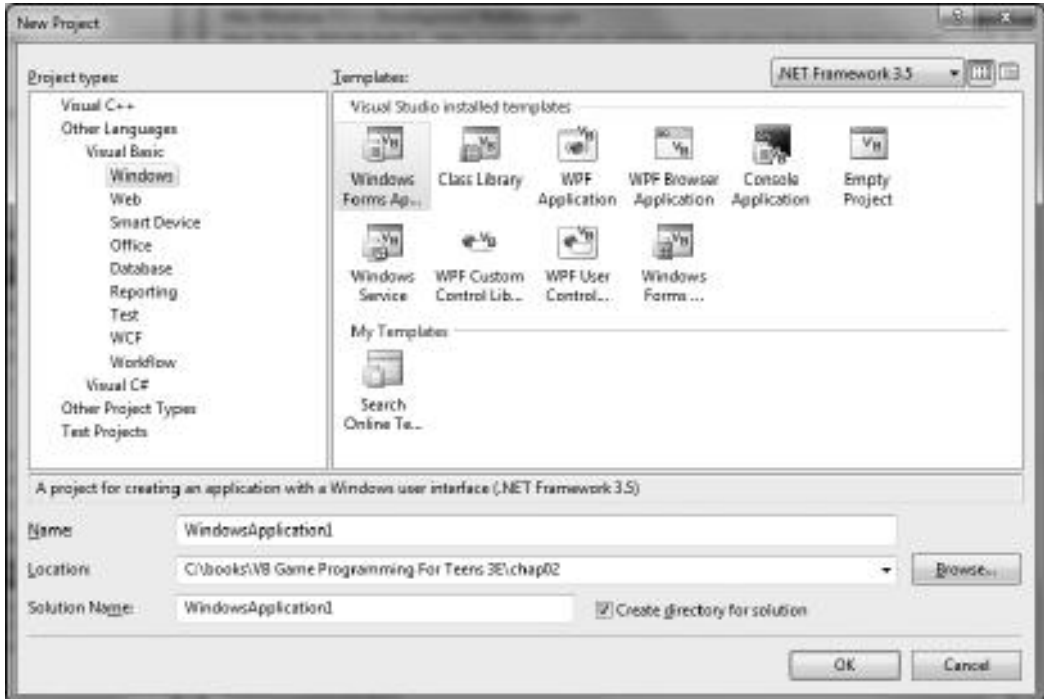 New Project
Project types:
Templates:
.NET Framework 3.5
Visual C++
Other Languages
Visual Basic
Windows
Web
Smart Device
Office
Database
Reporting
Test
WCF
Workflow
Visual C#
Other Project Types
Test Projects
Visual Studio installed templates
Windows Forms Ap...
Class Library
WPF Application
WPF Browser Application
Console Application
Empty Project
Windows Service
WPF Custom Control Lib...
WPF User Control...
Windows Forms ...
My Templates
Search Online Te...
A project for creating an application with a Windows user interface (.NET Framework 3.5)
Name:
WindowsApplication1
Location:
C:\books\VB Game Programming For Teens 3E\chap02
Browse...
Solution Name:
WindowsApplication1
Create directory for solution
OK
Cancel